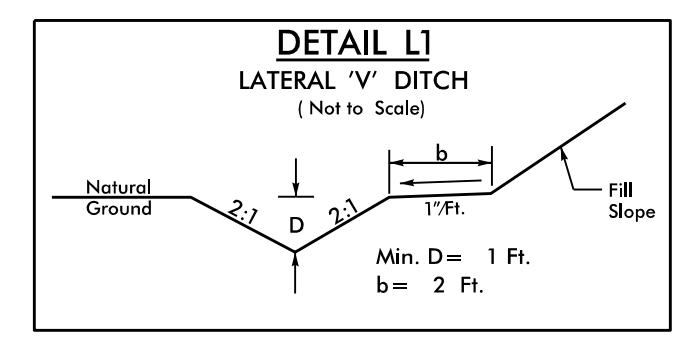 DETAIL L1
LATERAL 'V' DITCH
( Not to Scale)
b
Natural
Ground
2:1
D
2:1
1"/Ft.
Fill
Slope
Min. D= 1 Ft.
b= 2 Ft.